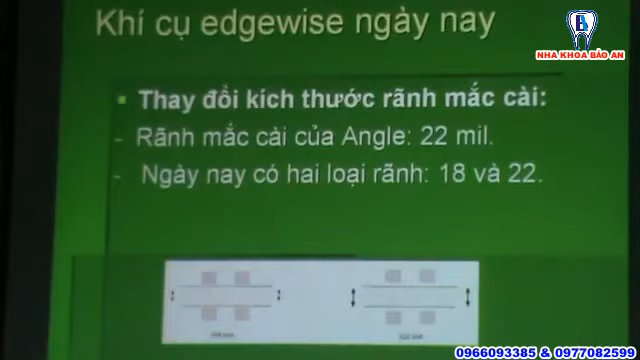 Khí cụ edgewise ngày nay
NHA KHOA BẢO AN
Thay đổi kích thước rãnh mắc cài:
- Rãnh mắc cài của Angle: 22 mil.
- Ngày nay có hai loại rãnh: 18 và 22.
0966093385 & 0977082599